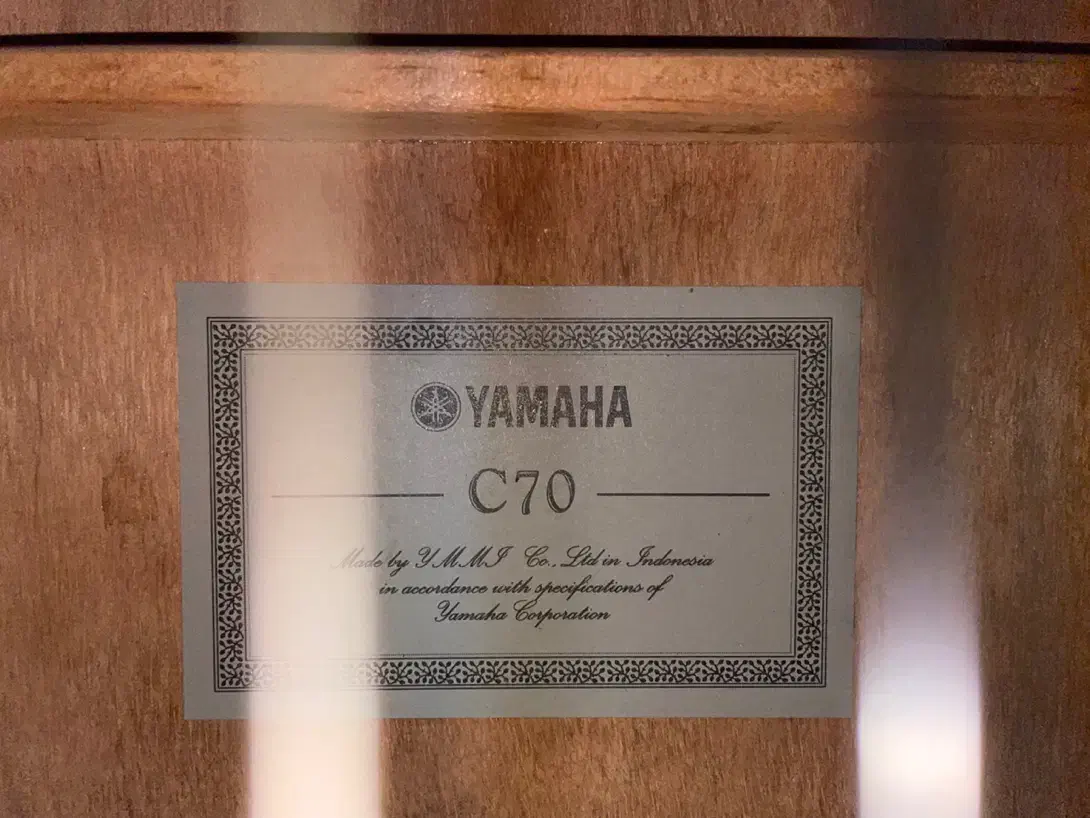 YAMAHA
C70
Made by YMMI Co., Ltd in Indonesia
in accordance with specifications of
Yamaha Corporation